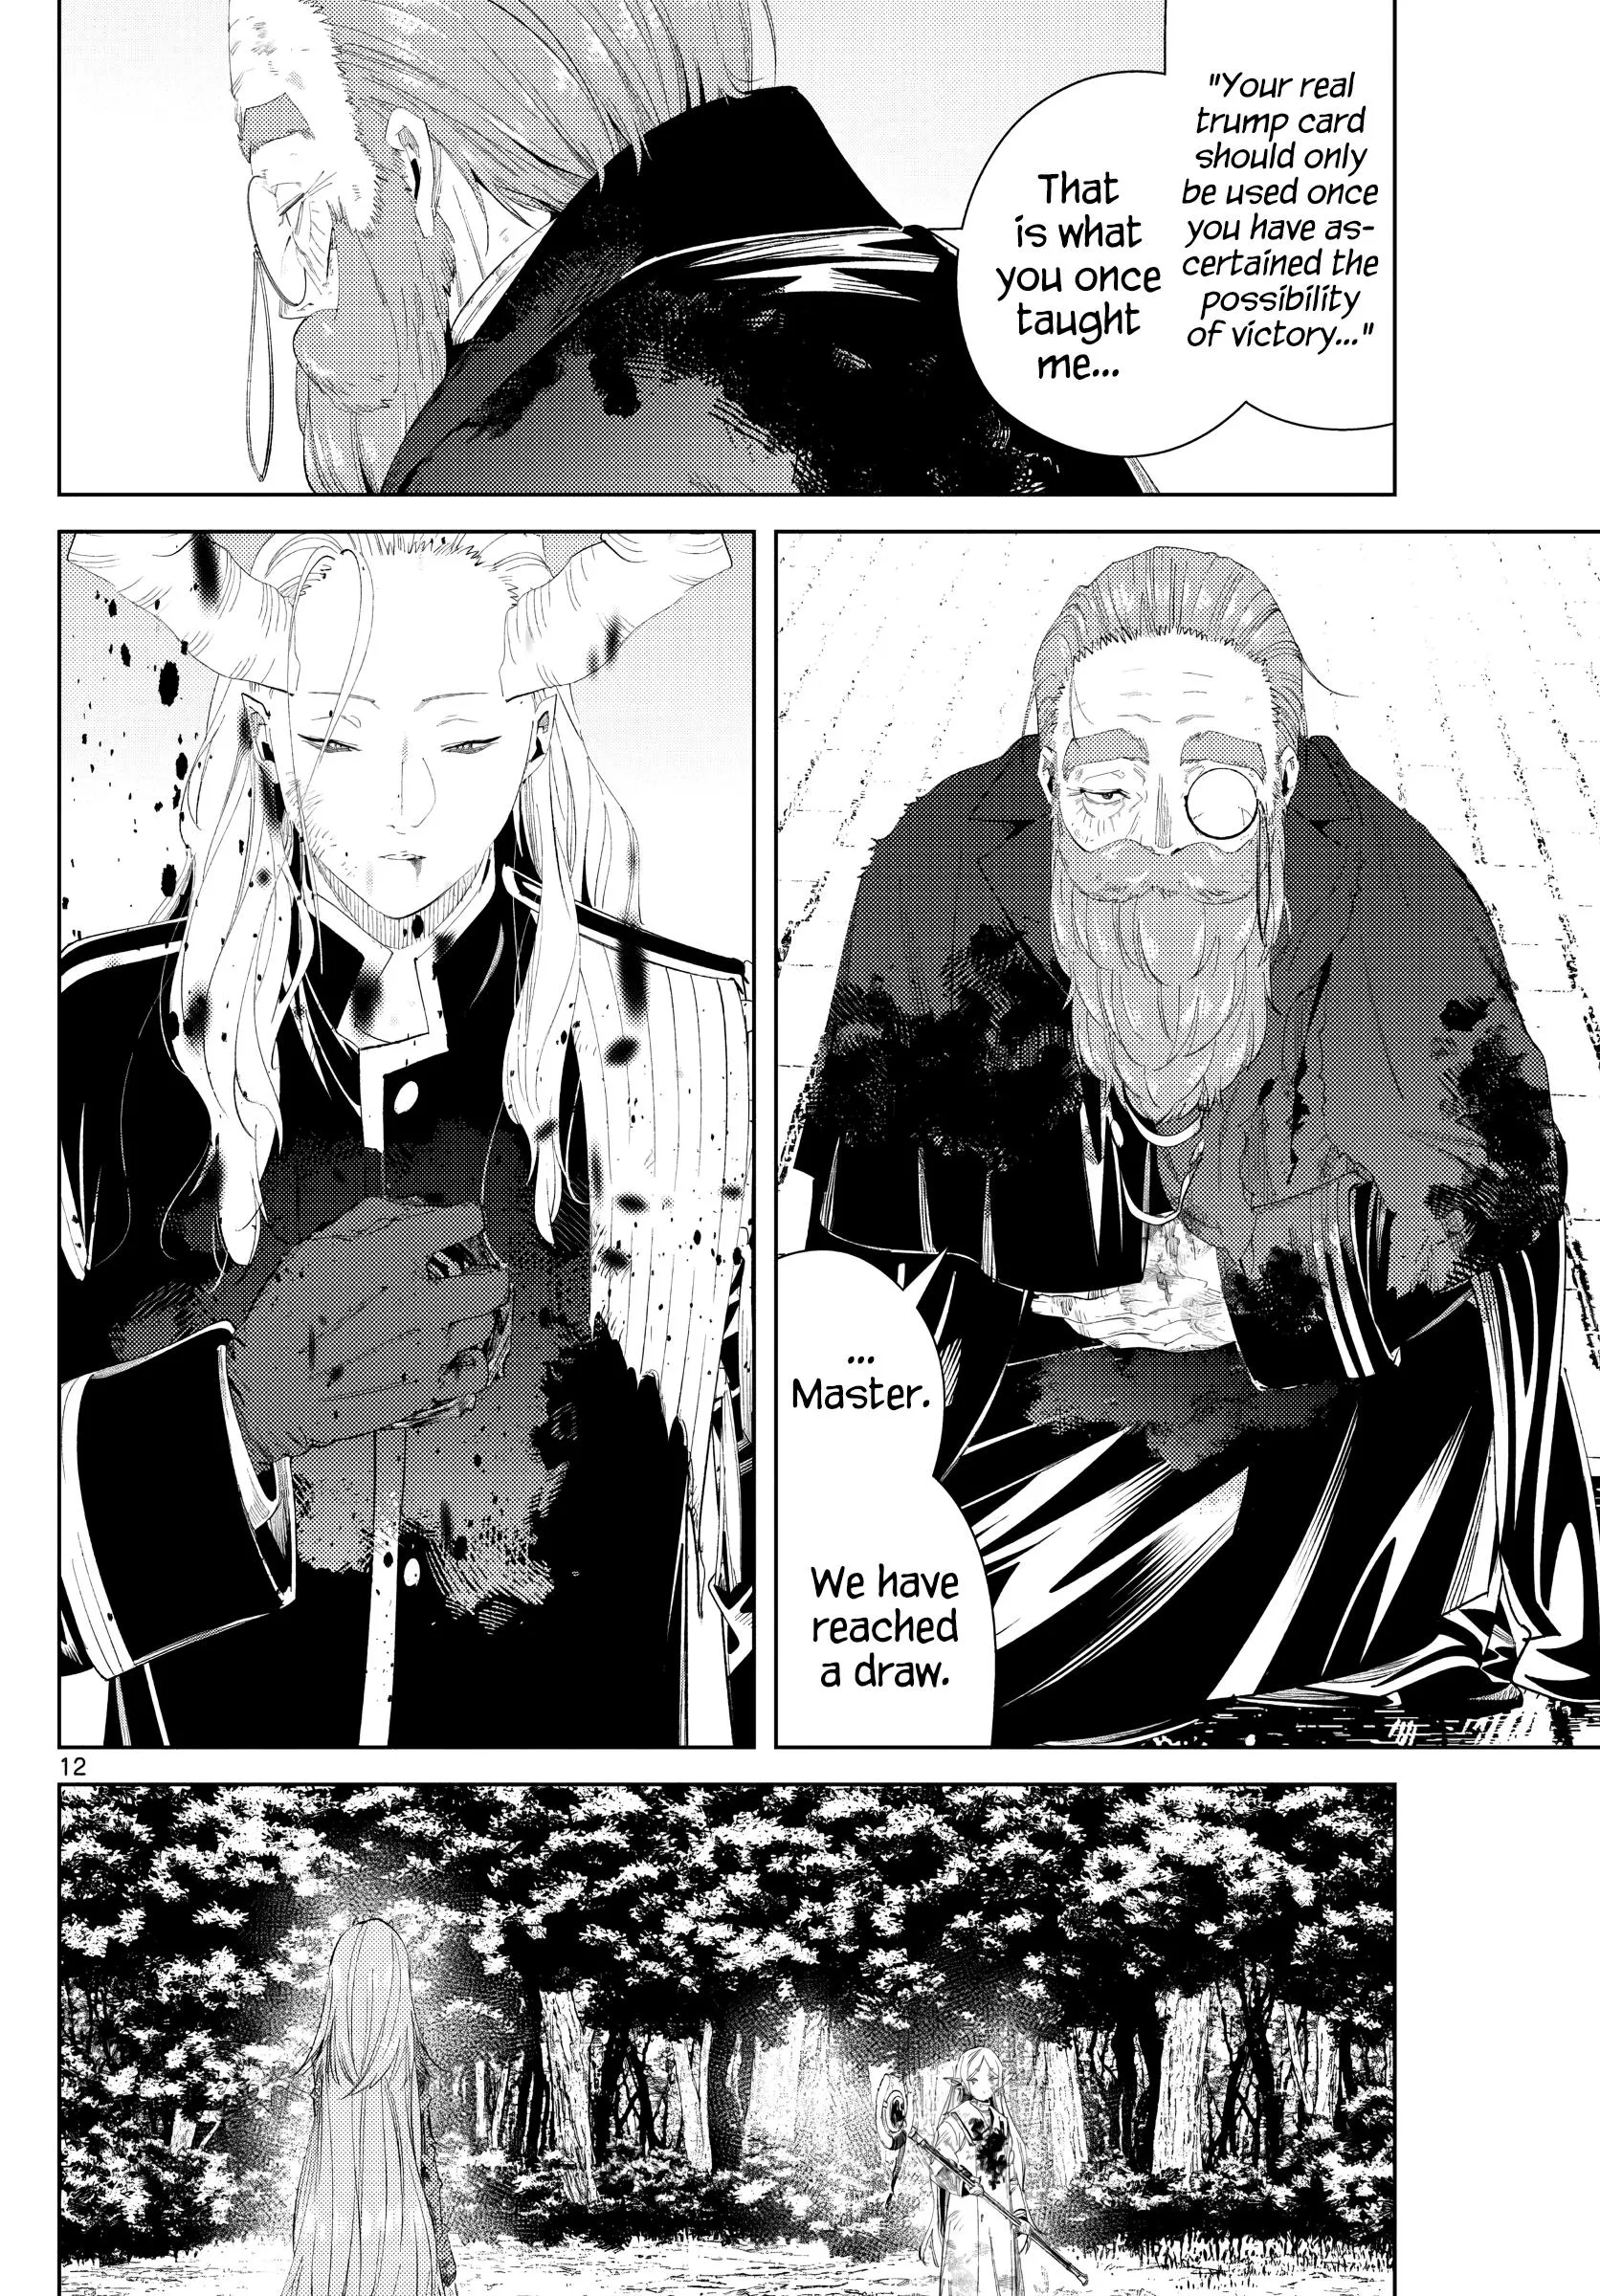 "Your real
trump card
should only
be used once
you have as-
certained the
possibility
of victory..."
That
is what
you once
taught
me...
...
Master.
We have
reached
a draw.
12